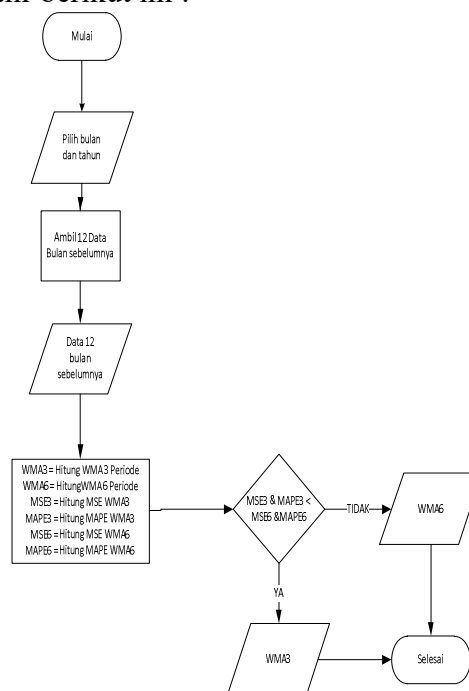 berikut ini :
Mulai
Pilih bulan
dan tahun
Ambil 12 Data
Bulan sebelumnya
Data 12
bulan
sebelumnya
WMA3 = Hitung WMA3 Periode
WMA6 = HitungWMA6 Periode
MSE3 = Hitung MSE WMA3
MAPE3 = Hitung MAPE WMA3
MSE6 = Hitung MSE WMA6
MAPE6 = Hitung MAPE WMA6
MSE3 & MAPE3 <
MSE6 &MAPE6
TIDAK
WMA6
YA
WMA3
Selesai